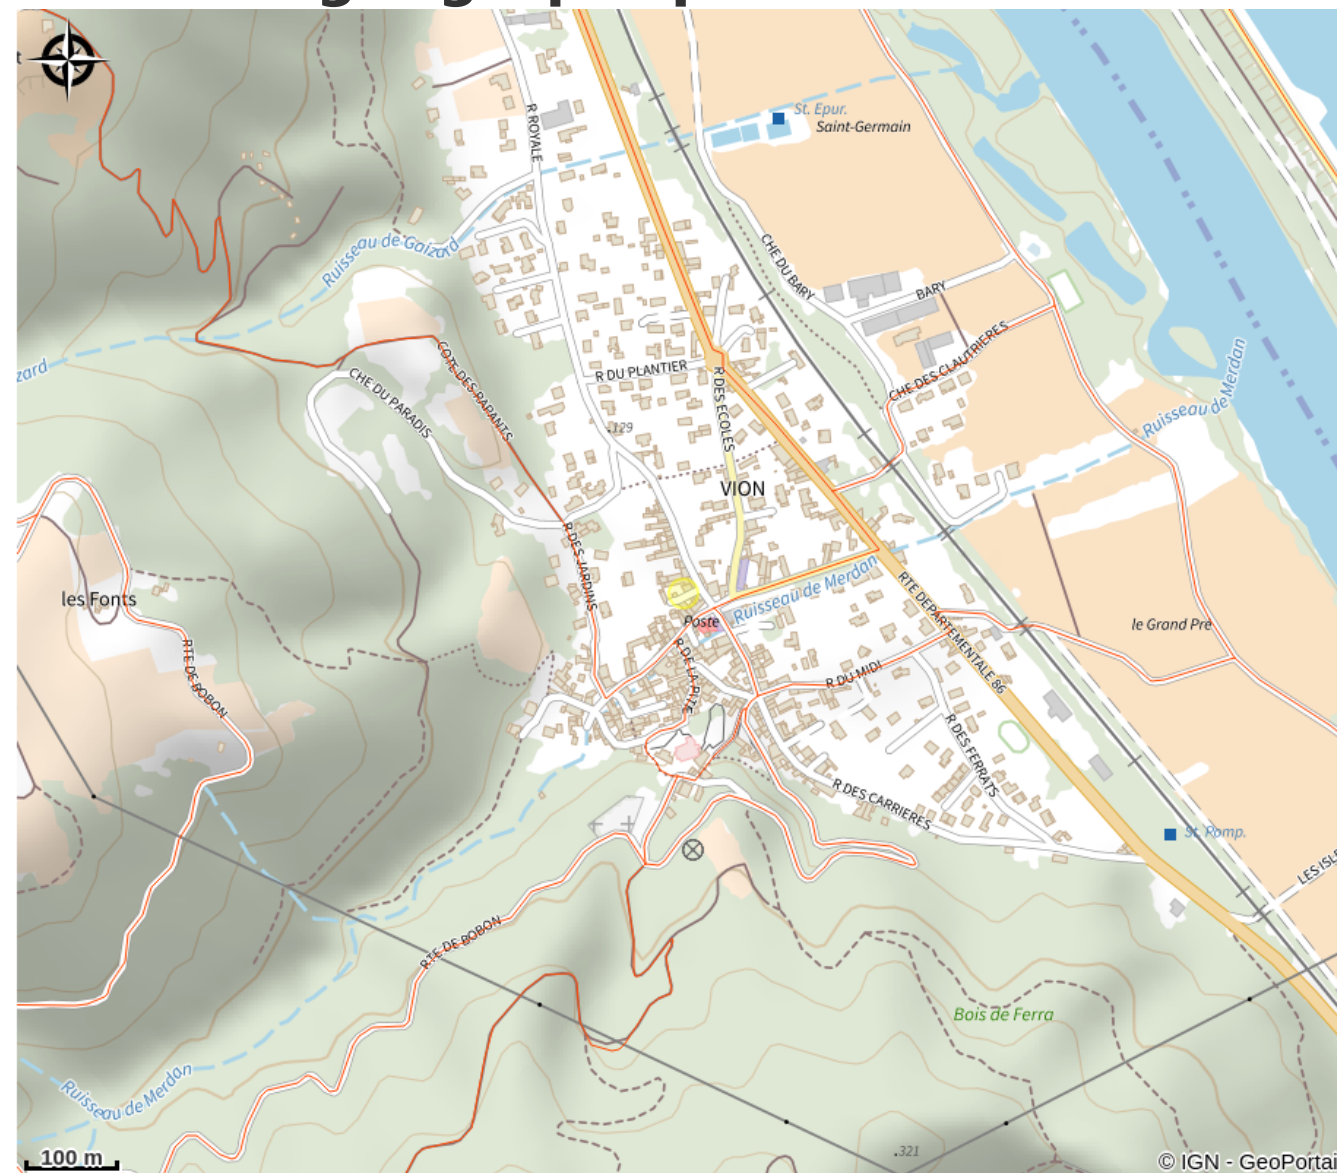 St. Epur.
Saint-Germain
R ROYALE
Ruisseau de Gaizard
CHE DU BARY
BARY
CHE DES CLAUTRIERES
Ruisseau de Merdan
zard
COTE DES RAPANTS
CHE DU PARADIS
R DU PLANTIER
R DES ECOLES
.129
VION
R DES JARDINS
Ruisseau de Merdan
les Fonts
RTE DE BOBON
Poste
R DE LA PITE
R DU MIDI
RTE DEPARTEMENTALE 86
le Grand Pre
R DES FERRATS
R DES CARRIERES
St. Pomp.
LES ISLE
RTE DE BOBON
Bois de Ferra
Ruisseau de Merdan
.321
100 m
© IGN - GeoPortai